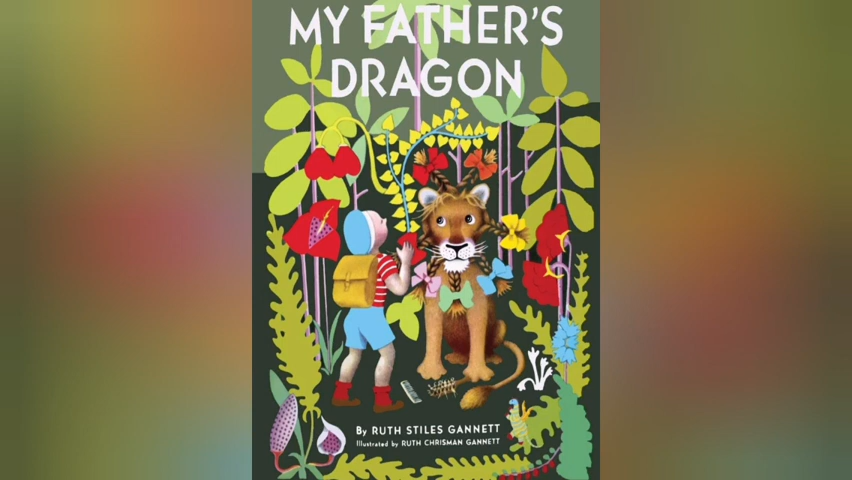 MY FATHER'S
DRAGON
By RUTH STILES GANNETT
Illustrated by RUTH CHRISMAN GANNETT